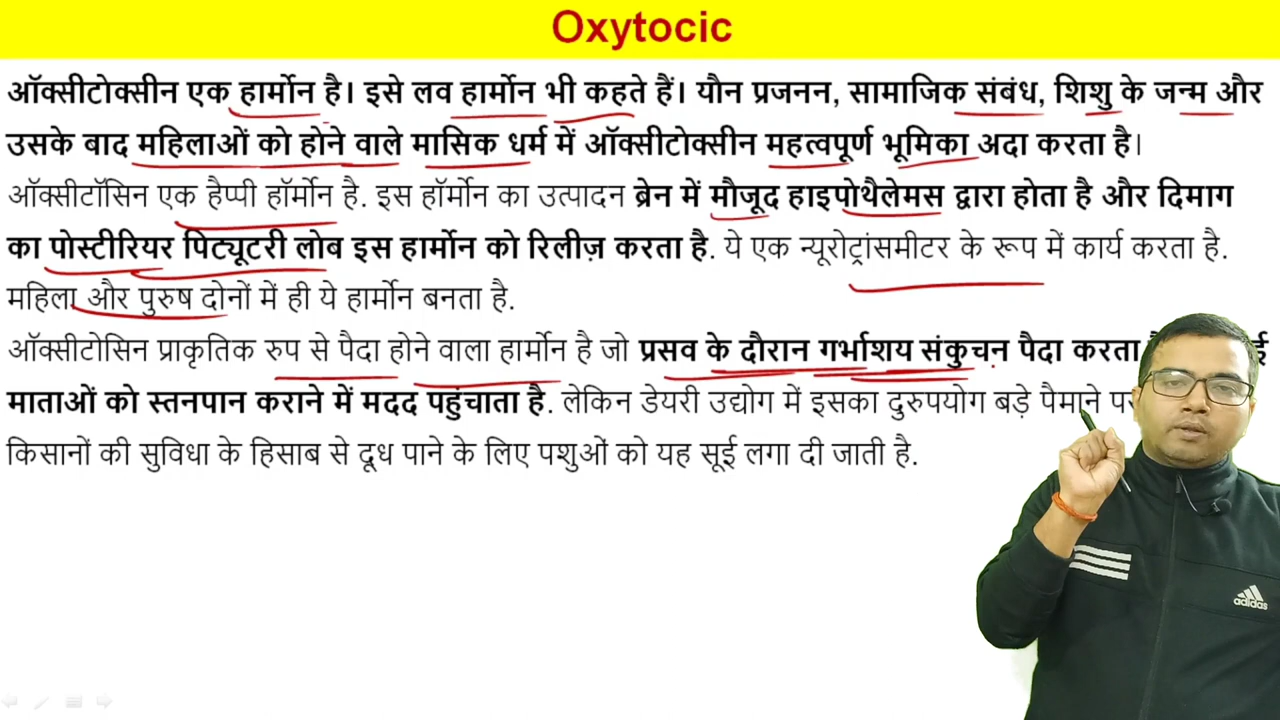 Oxytocic
ऑक्सीटोक्सीन एक हार्मोन है। इसे लव हार्मोन भी कहते हैं। यौन प्रजनन, सामाजिक संबंध, शिशु के जन्म और
उसके बाद महिलाओं को होने वाले मासिक धर्म में ऑक्सीटोक्सीन महत्वपूर्ण भूमिका अदा करता है।
ऑक्सीटॉसिन एक हैप्पी हॉर्मोन है. इस हॉर्मोन का उत्पादन ब्रेन में मौजूद हाइपोथैलेमस द्वारा होता है और दिमाग
का पोस्टीरियर पिट्यूटरी लोब इस हार्मोन को रिलीज़ करता है. ये एक न्यूरोट्रांसमीटर के रूप में कार्य करता है.
महिला और पुरुष दोनों में ही ये हार्मोन बनता है.
ऑक्सीटोसिन प्राकृतिक रुप से पैदा होने वाला हार्मोन है जो प्रसव के दौरान गर्भाशय संकुचन पैदा करता
माताओं को स्तनपान कराने में मदद पहुंचाता है. लेकिन डेयरी उद्योग में इसका दुरुपयोग बड़े पैमाने
किसानों की सुविधा के हिसाब से दूध पाने के लिए पशुओं को यह सूई लगा दी जाती है.
adidas